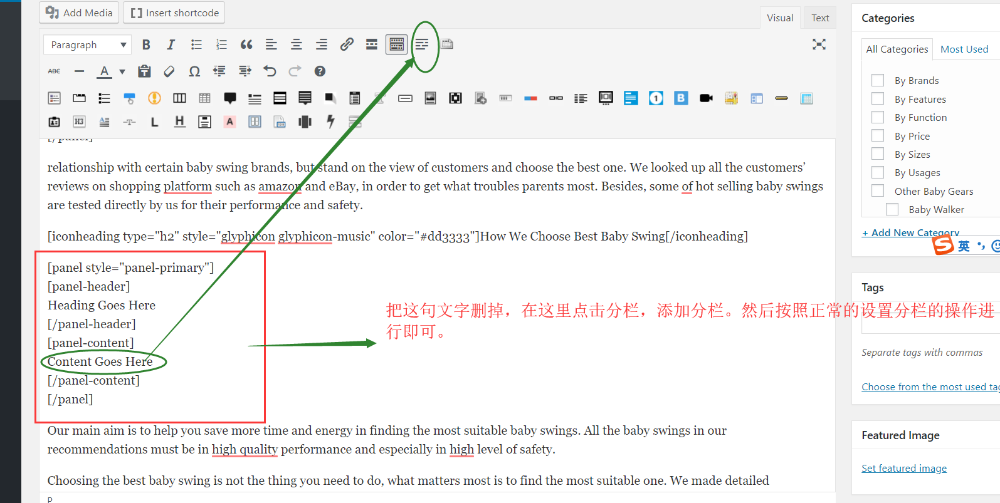 Add Media
Insert shortcode
Visual
Text
Paragraph
B
I
ABC
A
Ω
?
1
B
H3
A
T
L
H
A
[/panel]
relationship with certain baby swing brands, but stand on the view of customers and choose the best one. We looked up all the customers’
reviews on shopping platform such as amazon and eBay, in order to get what troubles parents most. Besides, some of hot selling baby swings
are tested directly by us for their performance and safety.
[iconheading type="h2" style="glyphicon glyphicon-music" color="#dd3333"]How We Choose Best Baby Swing[/iconheading]
[panel style="panel-primary"]
[panel-header]
Heading Goes Here
[/panel-header]
[panel-content]
Content Goes Here
[/panel-content]
[/panel]
把这句文字删掉，在这里点击分栏，添加分栏。然后按照正常的设置分栏的操作进
行即可。
Our main aim is to help you save more time and energy in finding the most suitable baby swings. All the baby swings in our
recommendations must be in high quality performance and especially in high level of safety.
Choosing the best baby swing is not the thing you need to do, what matters most is to find the most suitable one. We made detailed
P
Categories
All Categories
Most Used
By Brands
By Features
By Function
By Price
By Sizes
By Usages
Other Baby Gears
Baby Walker
+ Add New Category
S 英
Tags
Separate tags with commas
Choose from the most used tag
Featured Image
Set featured image